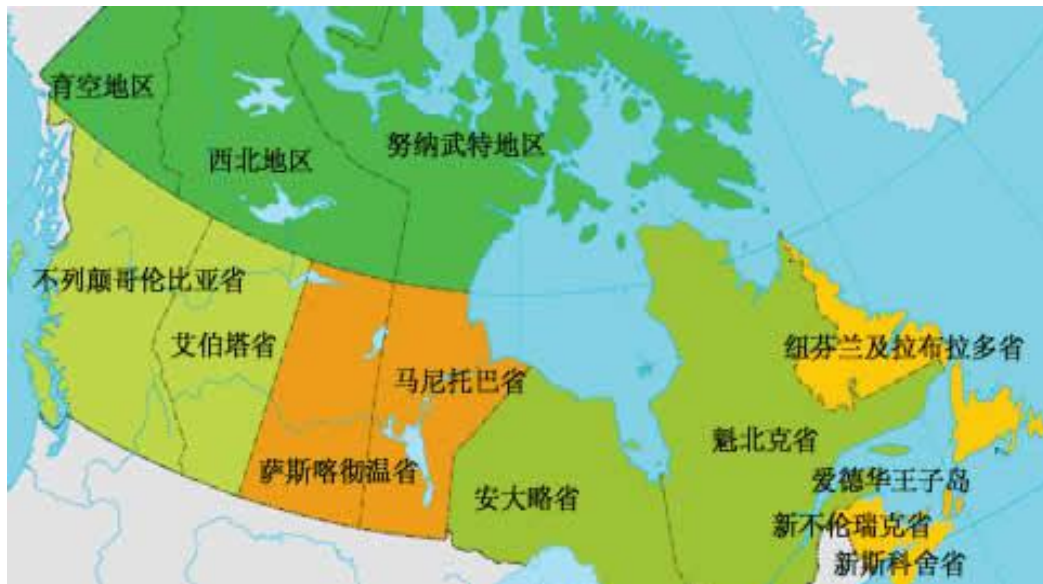 育空地区
西北地区
努纳武特地区
不列颠哥伦比亚省
艾伯塔省
马尼托巴省
纽芬兰及拉布拉多省
萨斯喀彻温省
安大略省
魁北克省
爱德华王子岛
新不伦瑞克省
新斯科舍省